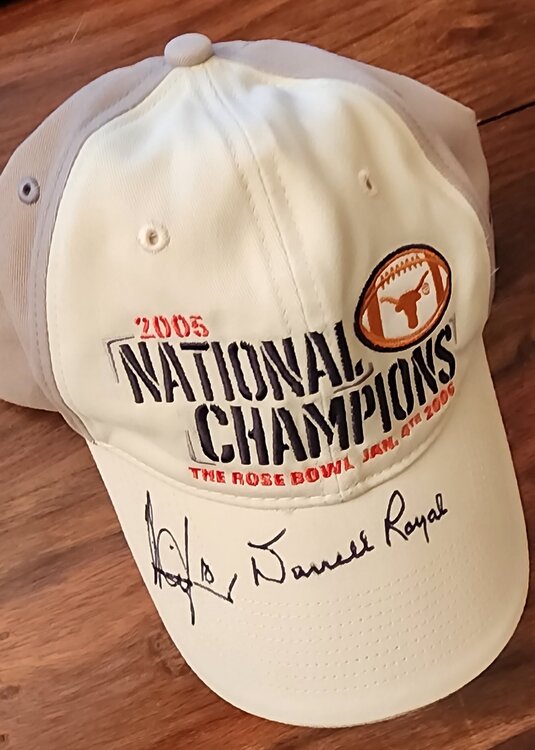 2005
NATIONAL
CHAMPIONS
THE ROSE BOWL JAN. 4TH 2006
10 Darrell Royal